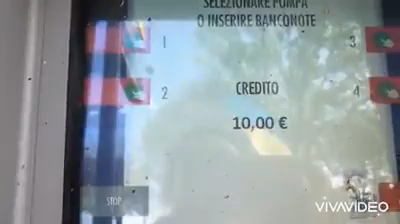 SELEZIONARE POMPA
O INSERIRE BANCONOTE
1
3
2
CREDITO
4
10,00 €
STOP
VIVAVIDEO